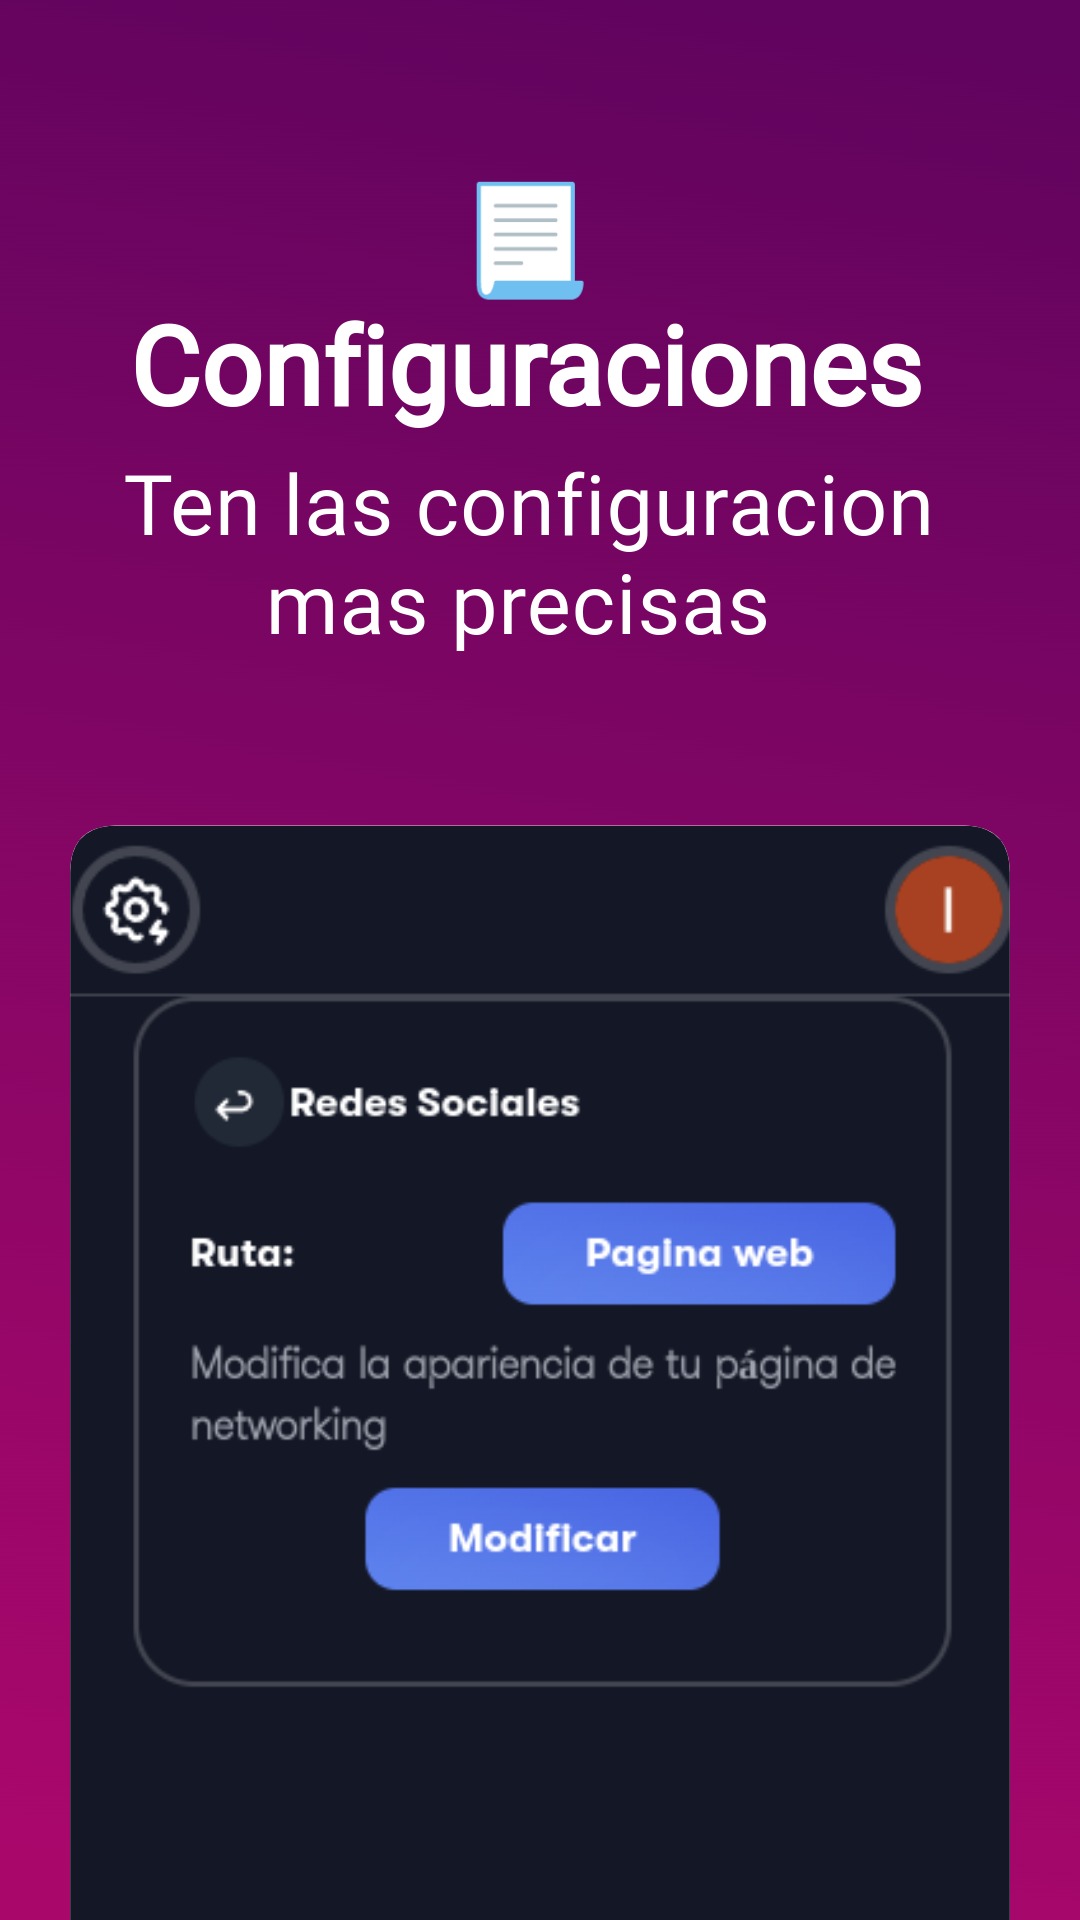 Configuraciones
Ten las configuracion
mas precisas
I
Redes Sociales
Ruta:
Pagina web
Modifica la apariencia de tu página de
networking
Modificar